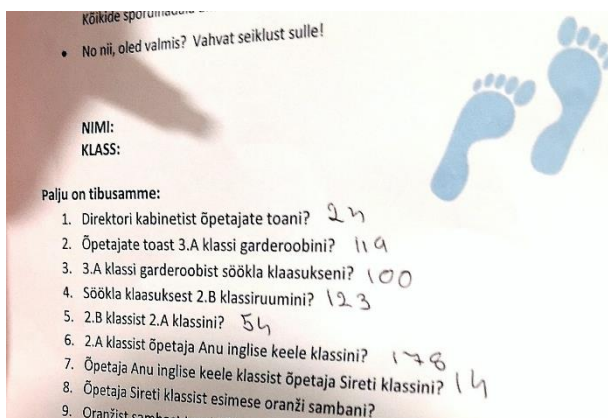 Kõikide
No nii, oled valmis? Vahvat seiklust sulle!
NIMI:
KLASS:
Palju on tibusamme:
1. Direktori kabinetist õpetajate toani? 24
2. Õpetajate toast 3.A klassi garderoobini? 119
3. 3.A klassi garderoobist söökla klaasukseni? 100
4. Söökla klaasuksest 2.B klassiruumini? 123
5. 2.B klassist 2.A klassini? 54
6. 2.A klassist õpetaja Anu inglise keele klassini? 178
7. Õpetaja Anu inglise keele klassist õpetaja Sireti klassini? 14
8. Õpetaja Sireti klassist esimese oranži sambani?
9. Oranžist